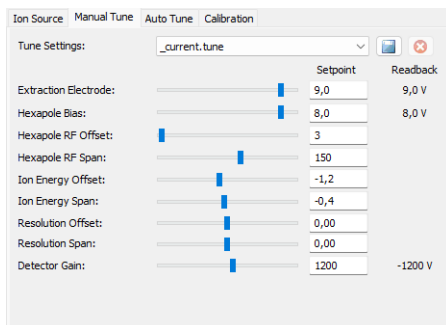 Ion Source Manual Tune Auto Tune Calibration
Tune Settings: _current.tune
Setpoint Readback
Extraction Electrode: 9,0 9,0 V
Hexapole Bias: 8,0 8,0 V
Hexapole RF Offset: 3
Hexapole RF Span: 150
Ion Energy Offset: -1,2
Ion Energy Span: -0,4
Resolution Offset: 0,00
Resolution Span: 0,00
Detector Gain: 1200 -1200 V